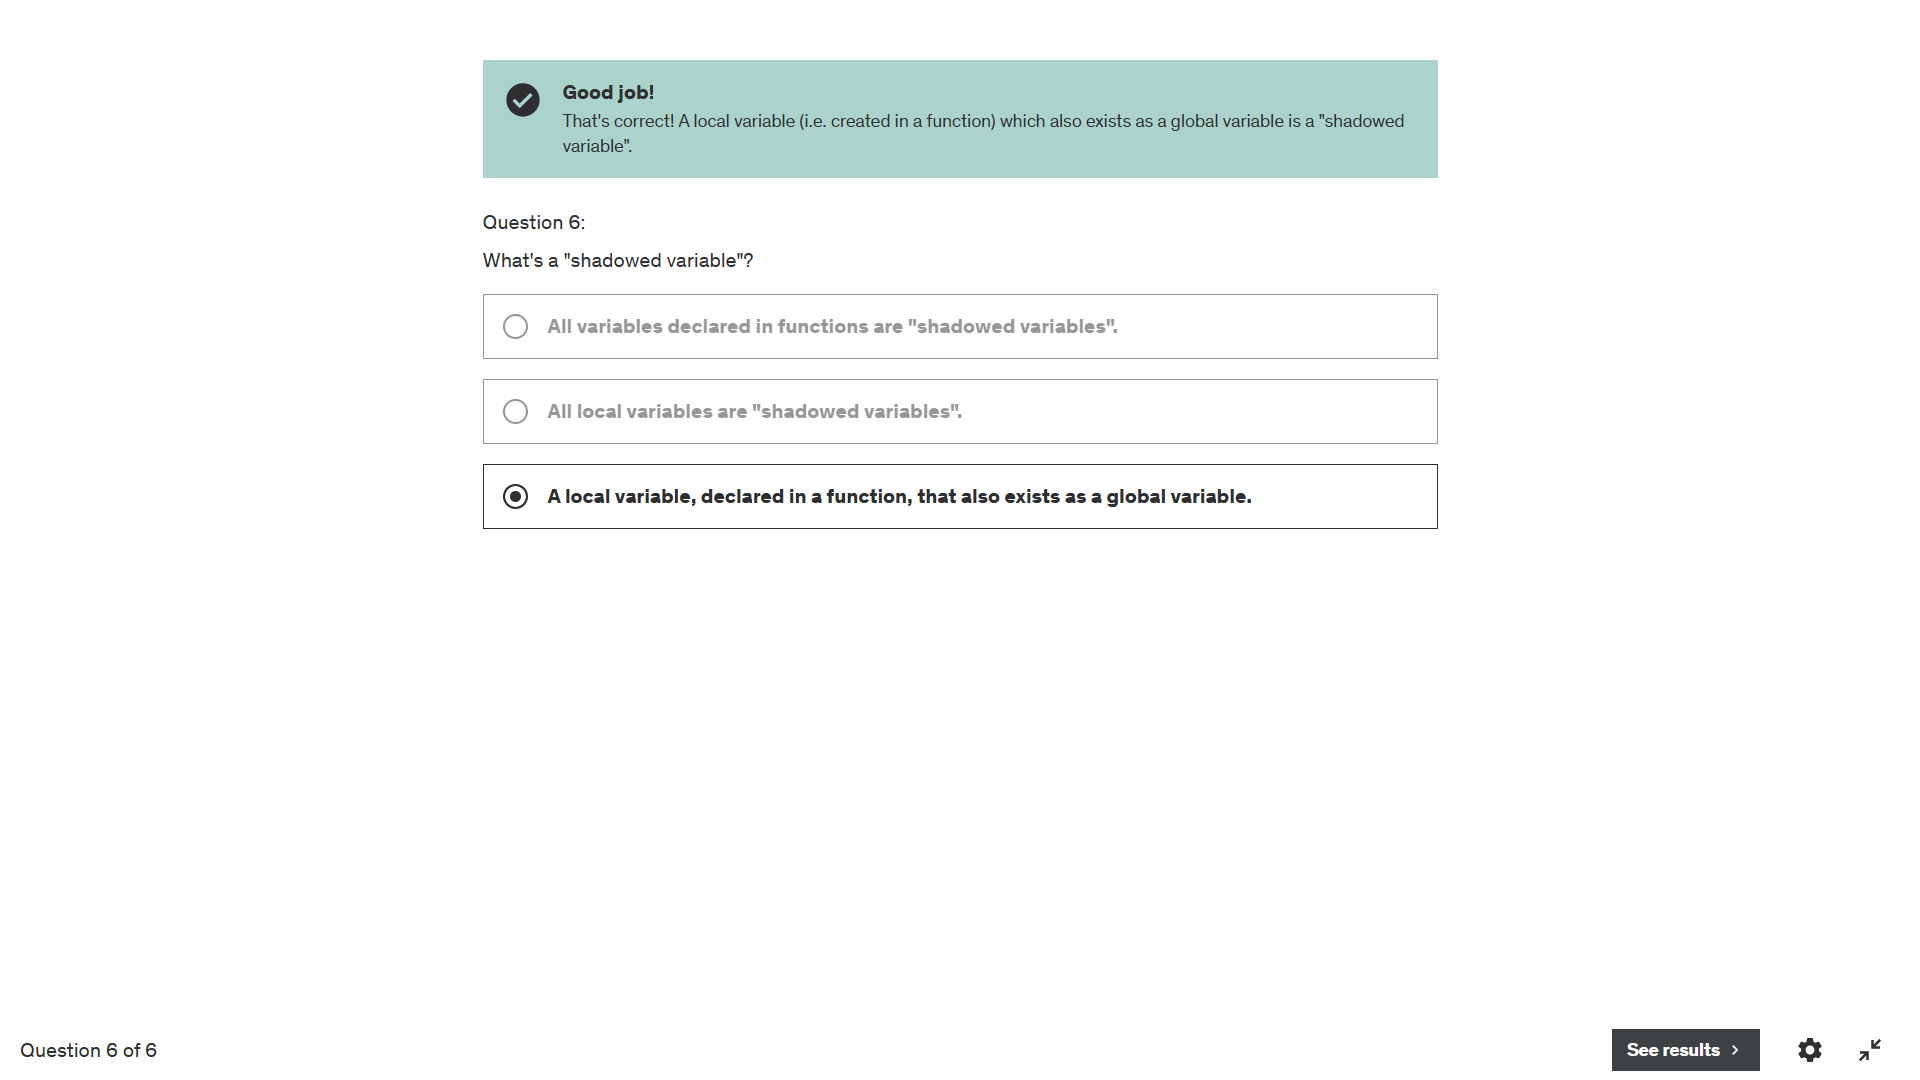 Good job!
That's correct! A local variable (i.e. created in a function) which also exists as a global variable is a "shadowed
variable".
Question 6:
What's a "shadowed variable"?
All variables declared in functions are "shadowed variables".
All local variables are "shadowed variables".
A local variable, declared in a function, that also exists as a global variable.
Question 6 of 6
See results